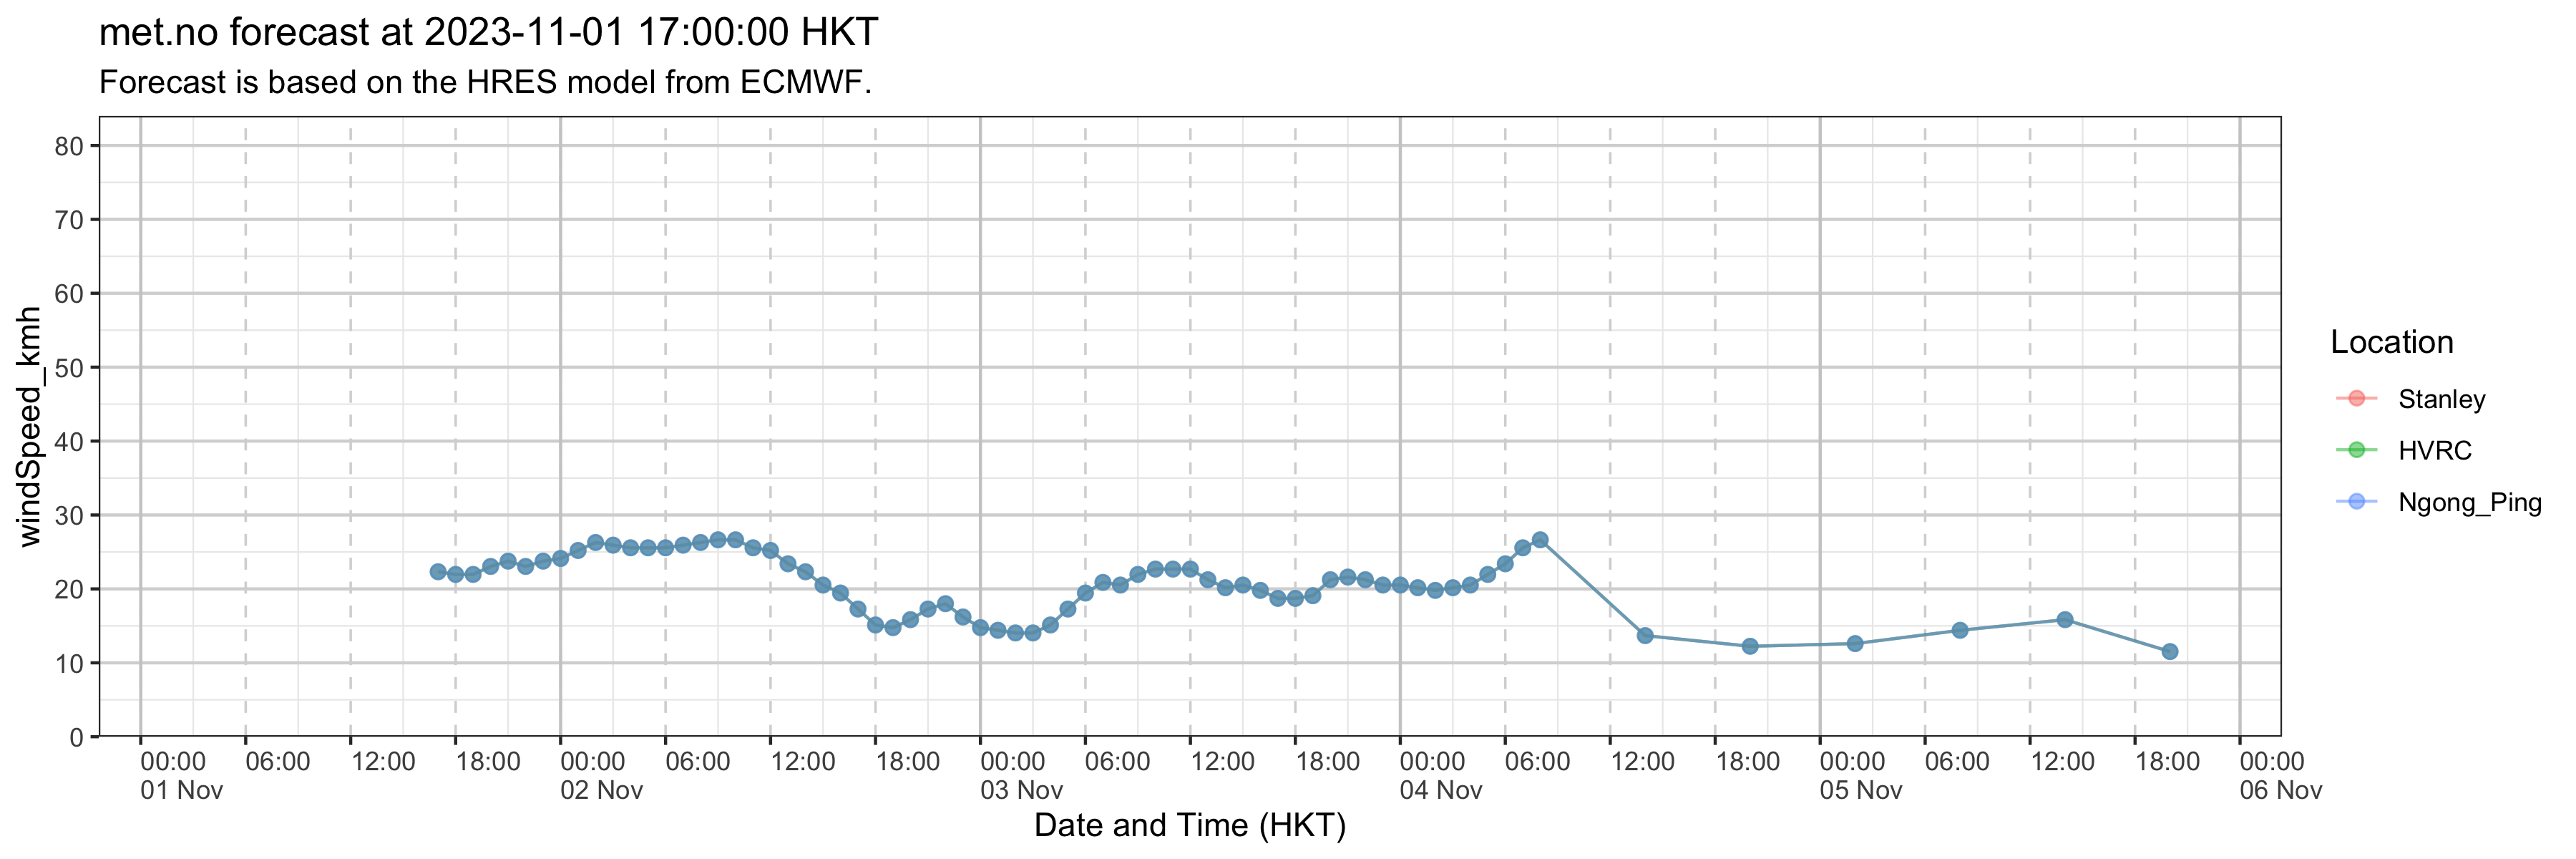 met.no forecast at 2023-11-01 17:00:00 HKT
Forecast is based on the HRES model from ECMWF.
windSpeed_kmh
80
70
60
50
40
30
20
10
0
00:00 06:00 12:00 18:00 00:00 06:00 12:00 18:00 00:00 06:00 12:00 18:00 00:00 06:00 12:00 18:00 00:00 06:00 12:00 18:00 00:00
01 Nov 02 Nov 03 Nov 04 Nov 05 Nov 06 Nov
Date and Time (HKT)
Location
Stanley
HVRC
Ngong_Ping